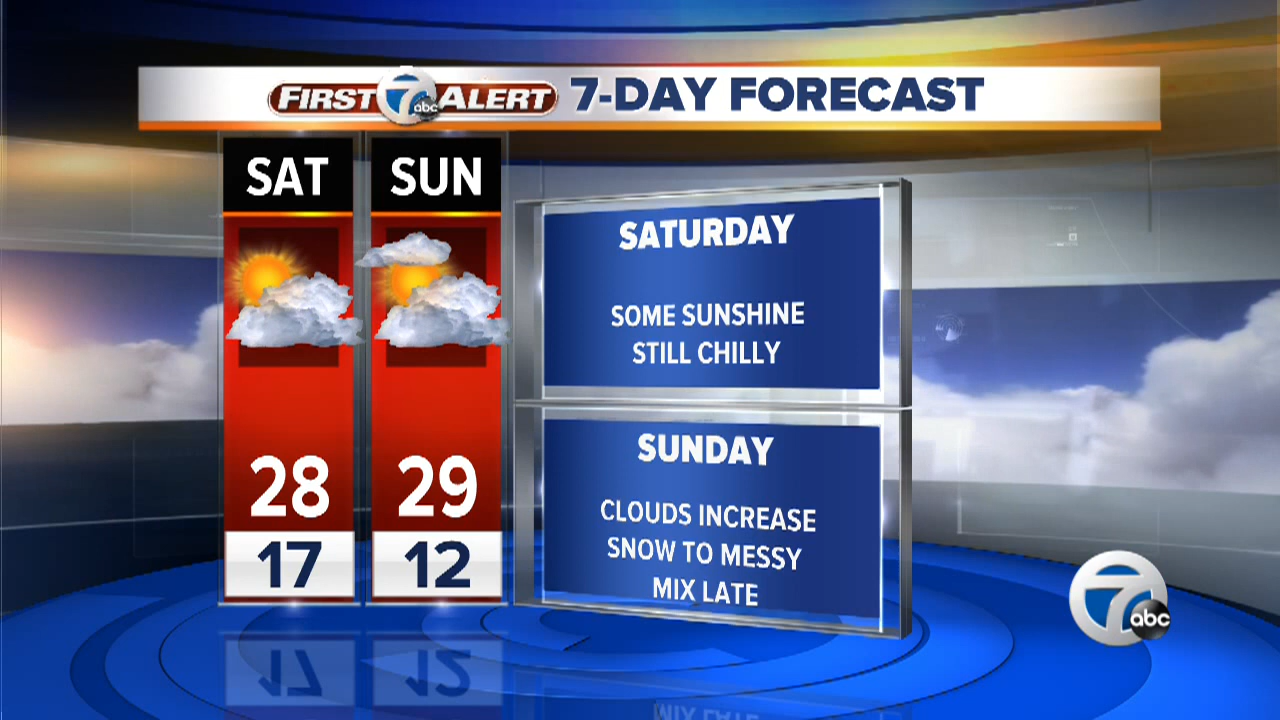 FIRST 7 abc ALERT 7-DAY FORECAST
SAT
28
17
SUN
29
12
SATURDAY
SOME SUNSHINE
STILL CHILLY
SUNDAY
CLOUDS INCREASE
SNOW TO MESSY
MIX LATE
7 abc